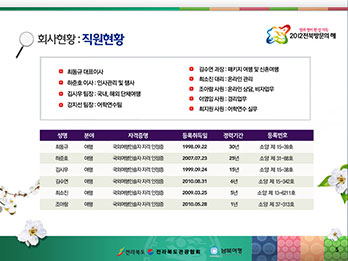 회사현황 : 직원현황
2012전북방문의 해
최동규 대표이사
하준호 이사 : 인사관리 및 행사
김시우 팀장 : 국내, 해외 단체여행
강지선 팀장 : 어학연수팀
김수연 과장 : 패키지 여행 및 신혼여행
최소진 대리 : 온라인 관리
조아람 사원 : 온라인 상담, 비자업무
이영임 사원 : 경리업무
최지원 사원 : 어학연수 실무
성명 분야 자격종명 등록취득일 경력기간 등록번호
최동규 여행 국외여행인솔자 자격 인정증 1998.09.22 30년 소양 제 15-39호
하준호 여행 국외여행인솔자 자격 인정증 2007.07.23 25년 소양 제 31-88호
김시우 여행 국외여행인솔자 자격 인정증 1999.09.24 15년 소양 제 15-38호
김수연 여행 국외여행인솔자 자격 인정증 2010.08.31 4년 소양 제 15-342호
최소진 여행 국외여행인솔자 자격 인정증 2009.03.25 5년 소양 제 13-6211호
조아람 여행 국외여행인솔자 자격 인정증 2010.05.28 1년 소양 제 37-313호
전라북도 전라북도관광협회 남북여행